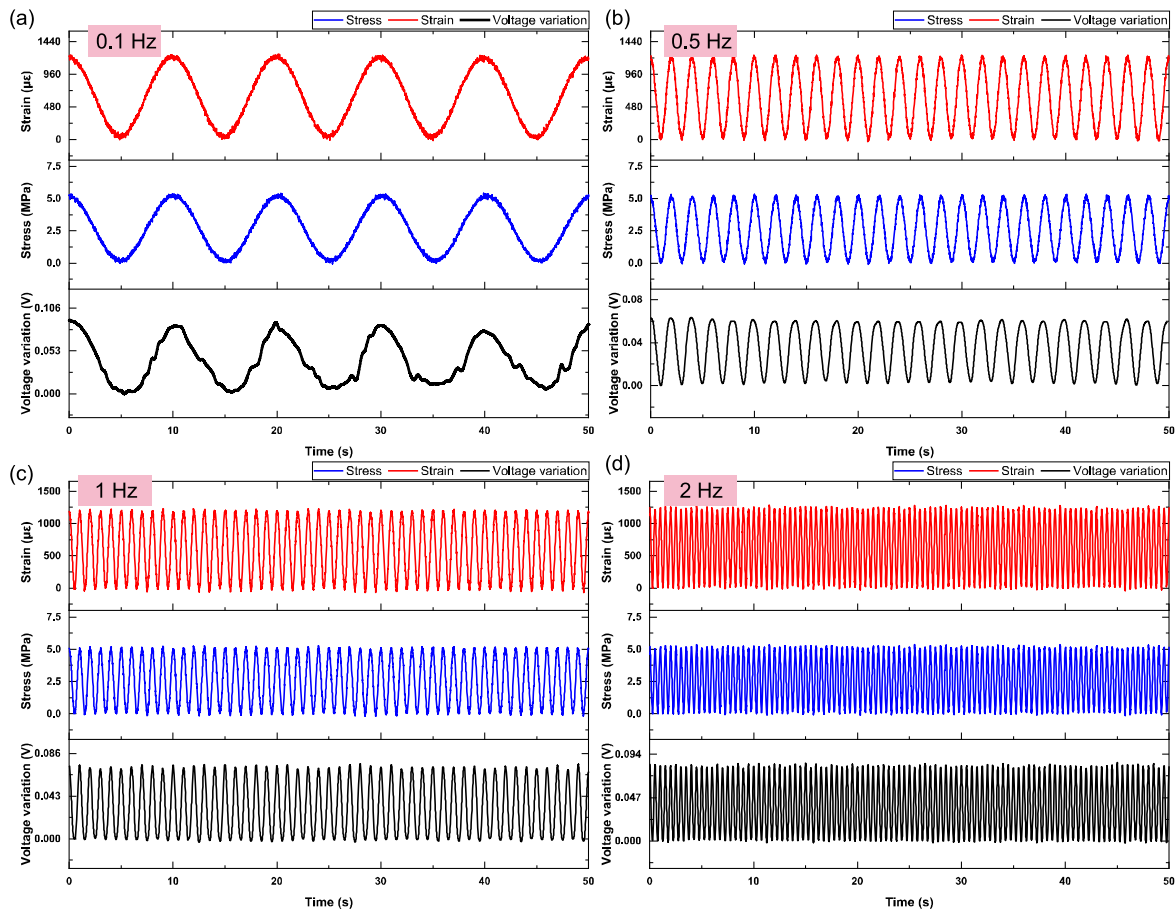 (a)
0.1 Hz
Stress Strain Voltage variation
Strain (µε)
1440
960
480
0
Stress (MPa)
7.5
5.0
2.5
0.0
Voltage variation (V)
0.106
0.053
0.000
0 10 20 30 40 50
Time (s)
(b)
0.5 Hz
Stress Strain Voltage variation
Strain (µε)
1440
960
480
0
Stress (MPa)
7.5
5.0
2.5
0.0
Voltage variation (V)
0.08
0.04
0.00
0 10 20 30 40 50
Time (s)
(c)
1 Hz
Stress Strain Voltage variation
Strain (µε)
1500
1000
500
0
Stress (MPa)
7.5
5.0
2.5
0.0
Voltage variation (V)
0.086
0.043
0.000
0 10 20 30 40 50
Time (s)
(d)
2 Hz
Stress Strain Voltage variation
Strain (µε)
1500
1000
500
0
Stress (MPa)
7.5
5.0
2.5
0.0
Voltage variation (V)
0.094
0.047
0.000
0 10 20 30 40 50
Time (s)